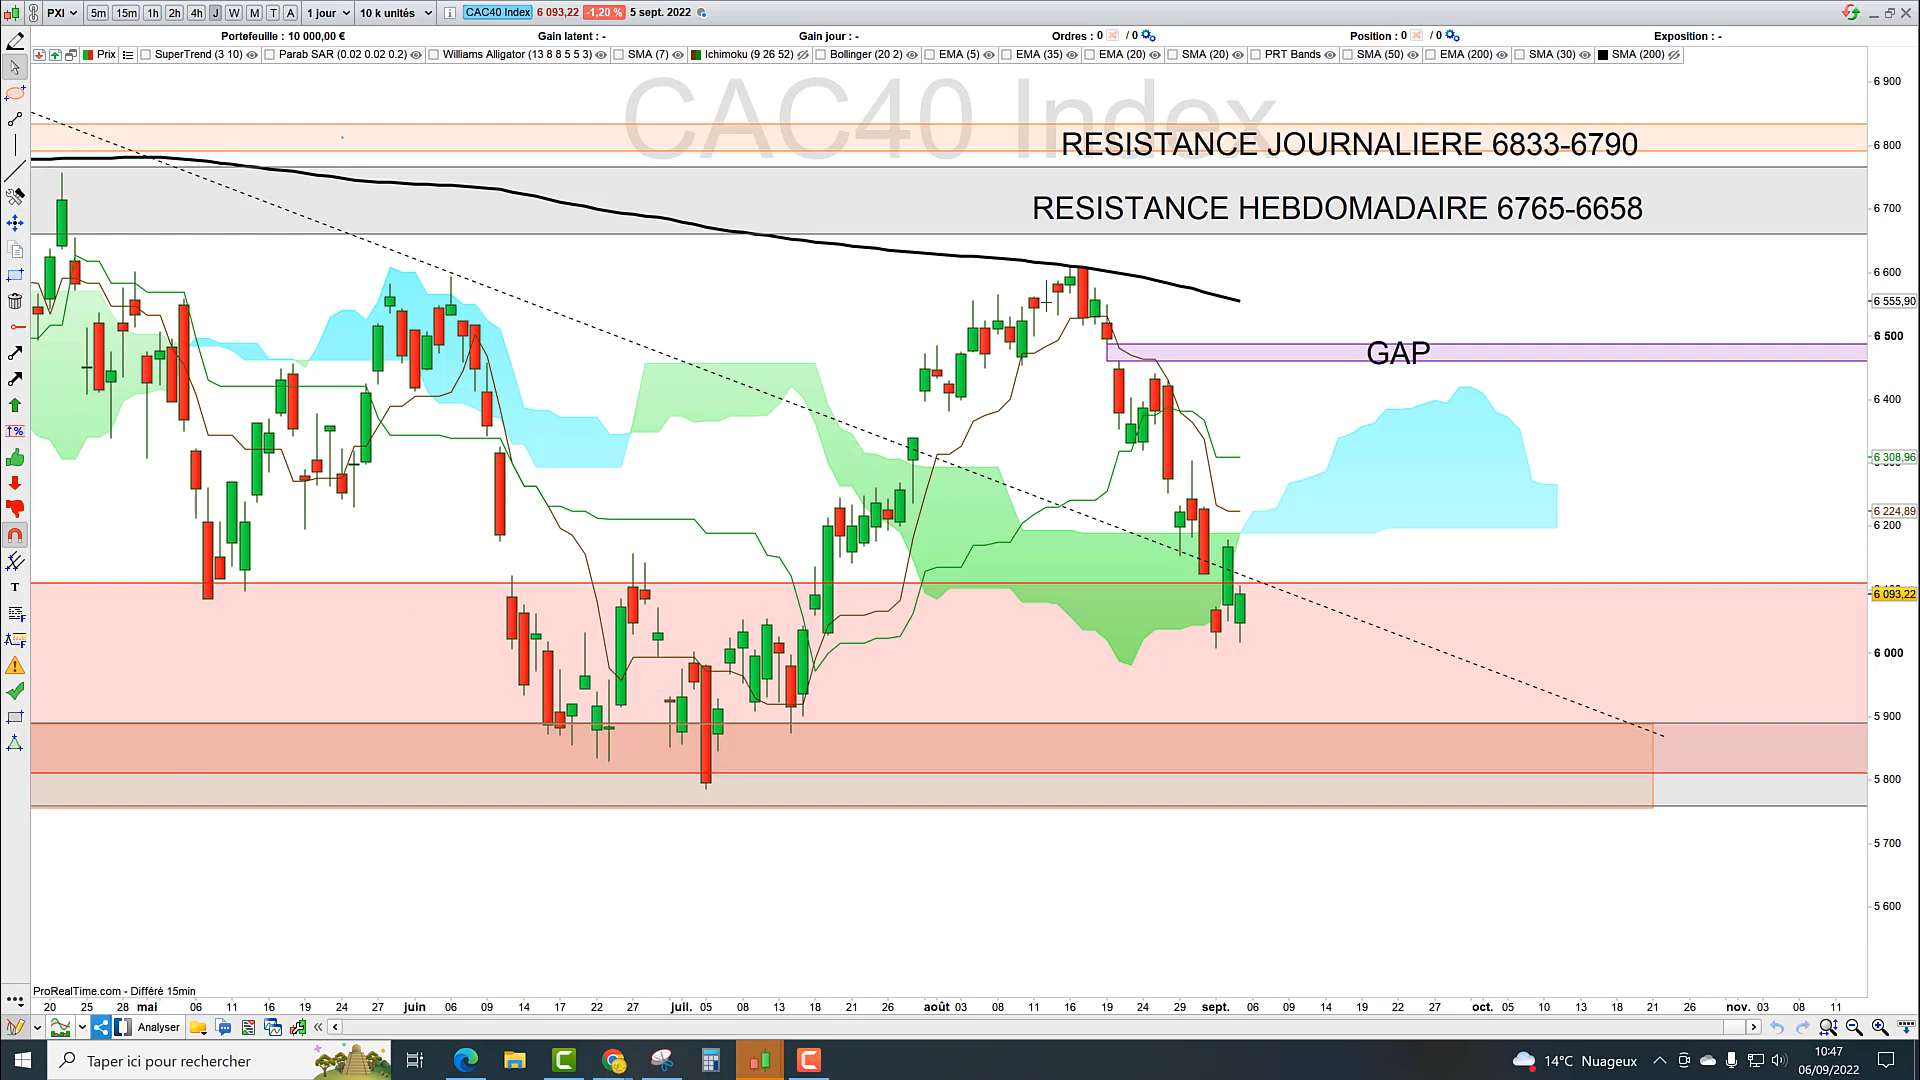 PXI 5m 15m 1h 2h 4h J W M T A 1 jour 10 k unités i CAC40 Index 6 093,22 -1,20 % 5 sept. 2022
Portefeuille : 10 000,00 € Gain latent : - Gain jour : - Ordres : 0 / 0 Position : 0 / 0 Exposition : -
Prix SuperTrend (3 10) Parab SAR (0.02 0.02 0.2) Williams Alligator (13 8 8 5 5 3) SMA (7) Ichimoku (9 26 52) Bollinger (20 2) EMA (5) EMA (35) EMA (20) SMA (20) PRT Bands SMA (50) EMA (200) SMA (30) SMA (200)
CAC40 Index
6 900
RESISTANCE JOURNALIERE 6833-6790
6 800
RESISTANCE HEBDOMADAIRE 6765-6658
6 700
6 600
6 555,90
6 500
GAP
6 400
6 308,96
6 224,89
6 200
6 093,22
6 000
5 900
5 800
5 700
5 600
ProRealTime.com - Différé 15min
20 25 28 mai 06 11 16 19 24 27 juin 06 09 14 17 22 27 juil. 05 08 13 18 21 26 août 03 08 11 16 19 24 29 sept. 06 09 14 19 22 27 oct. 05 10 13 18 21 26 nov. 03 08 11
Analyser
Taper ici pour rechercher
14°C Nuageux
10:47
06/09/2022